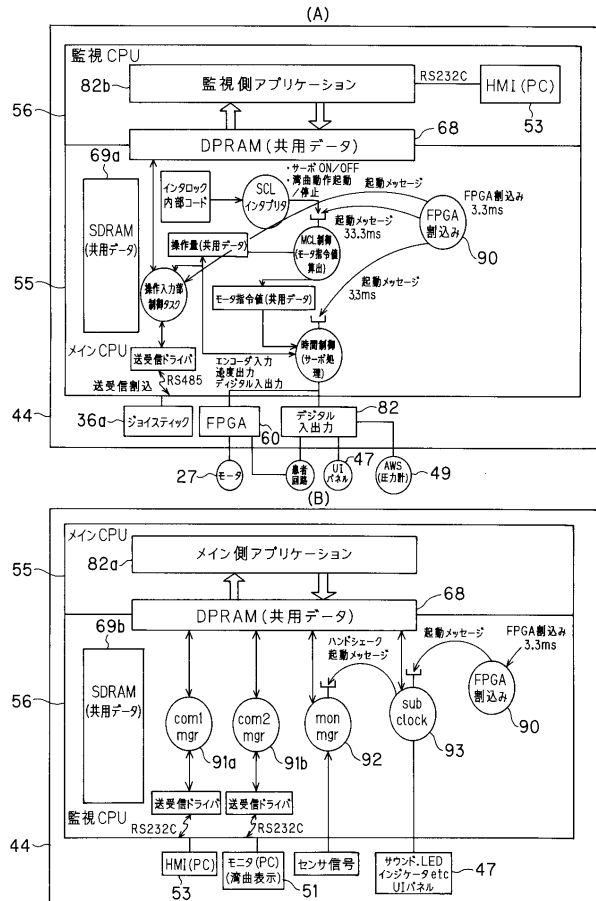 (A)
監視CPU
82b
監視側アプリケーション
RS232C
HMI(PC)
53
56
DPRAM(共用データ)
68
69a
SDRAM
(共用データ)
インタロック
内部コード
SCL
インタプリタ
・サーボ ON/OFF
・湾曲動作起動
/停止
起動メッセージ
FPGA割込み
3.3ms
起動メッセージ
33.3ms
FPGA
割込み
90
操作量(共用データ)
MCL制御
(モータ指令値
算出)
起動メッセージ
3.3ms
55
操作入力部
制御タスク
モータ指令値(共用データ)
時間制御
(サーボ処
理)
メインCPU
送受信ドライバ
エンコーダ入力
速度出力
ディジタル入出力
送受信割込
RS485
44
36a
ジョイスティック
FPGA
60
デジタル
入出力
82
27
モータ
患者
回路
UI
パネル
47
AWS
(圧力計)
49
(B)
メインCPU
82a
メイン側アプリケーション
55
DPRAM(共用データ)
68
69b
SDRAM
(共用データ)
ハンドシェーク
起動メッセージ
起動メッセージ
FPGA割込み
3.3ms
FPGA
割込み
90
56
com1
mgr
91a
com2
mgr
91b
mon
mgr
92
sub
clock
93
送受信ドライバ
送受信ドライバ
監視CPU
RS232C
RS232C
44
HMI(PC)
53
モニタ(PC)
(湾曲表示)
51
センサ信号
サウンド、LED
インジケータetc
UIパネル
47